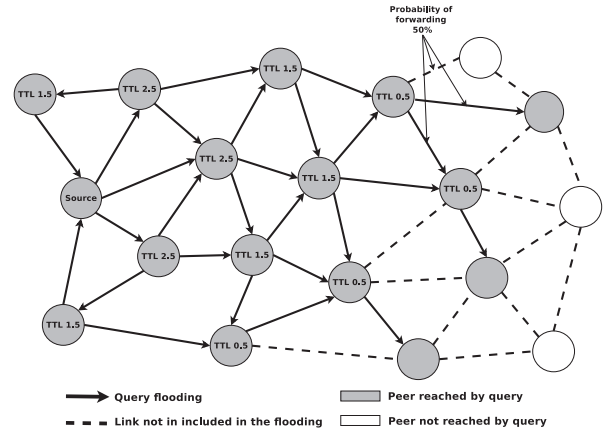 Probability of
forwarding
50%
TTL 1.5
TTL 2.5
TTL 1.5
TTL 0.5
TTL 2.5
TTL 1.5
TTL 0.5
Source
TTL 2.5
TTL 1.5
TTL 0.5
TTL 1.5
TTL 0.5
Query flooding
Peer reached by query
Link not in included in the flooding
Peer not reached by query